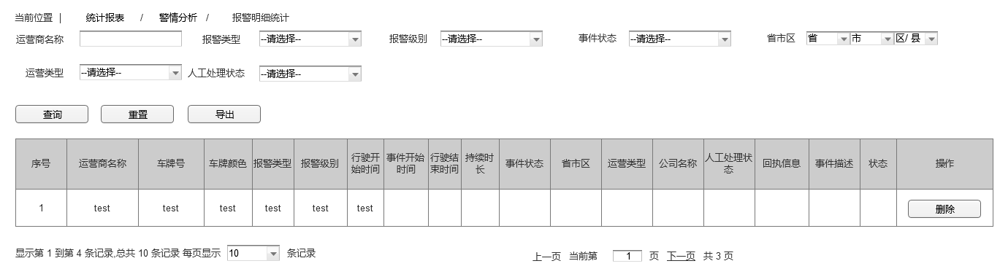 当前位置 | 统计报表 / 警情分析 / 报警明细统计
运营商名称 报警类型 --请选择-- 报警级别 --请选择-- 事件状态 --请选择-- 省市区 省 市 区/ 县
运营类型 --请选择-- 人工处理状态 --请选择--
查询 重置 导出
序号 运营商名称 车牌号 车牌颜色 报警类型 报警级别 行驶开始时间 事件开始时间 行驶结束时间 持续时长 事件状态 省市区 运营类型 公司名称 人工处理状态 回执信息 事件描述 状态 操作
1 test test test test test test 删除
显示第 1 到第 4 条记录,总共 10 条记录 每页显示 10 条记录 上一页 当前第 1 页 下一页 共 3 页